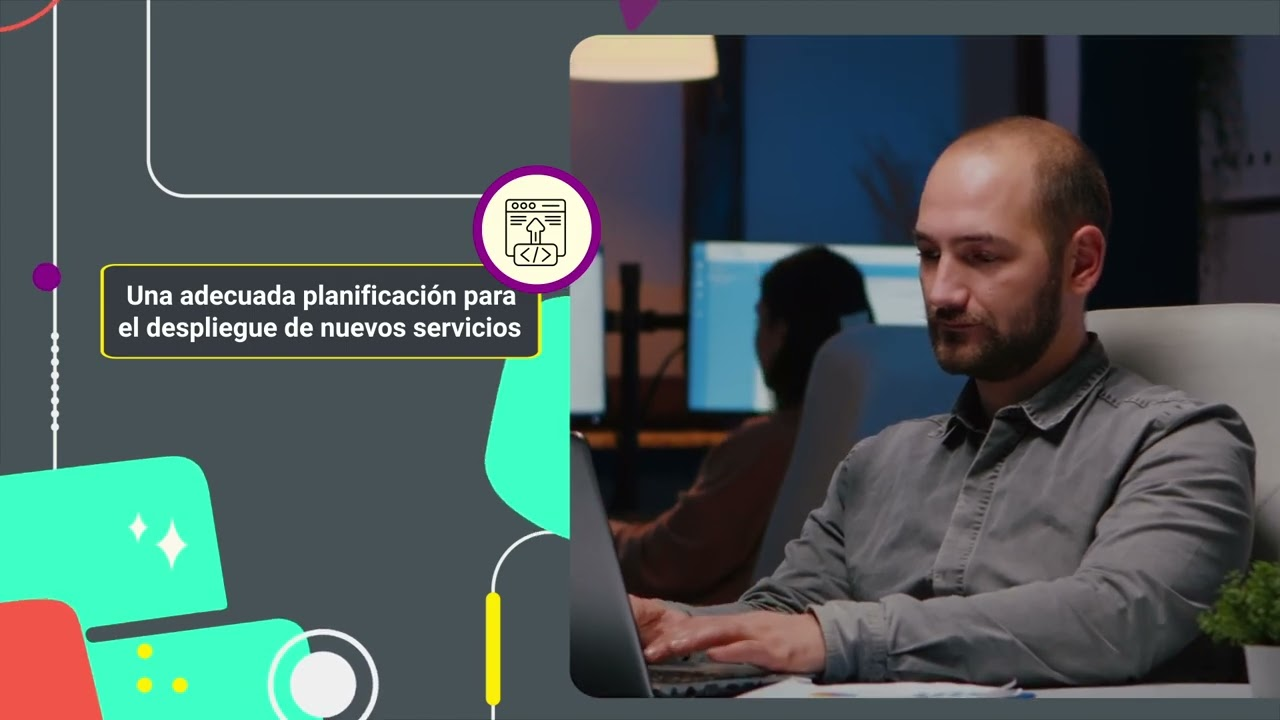 Una adecuada planificación para
el despliegue de nuevos servicios